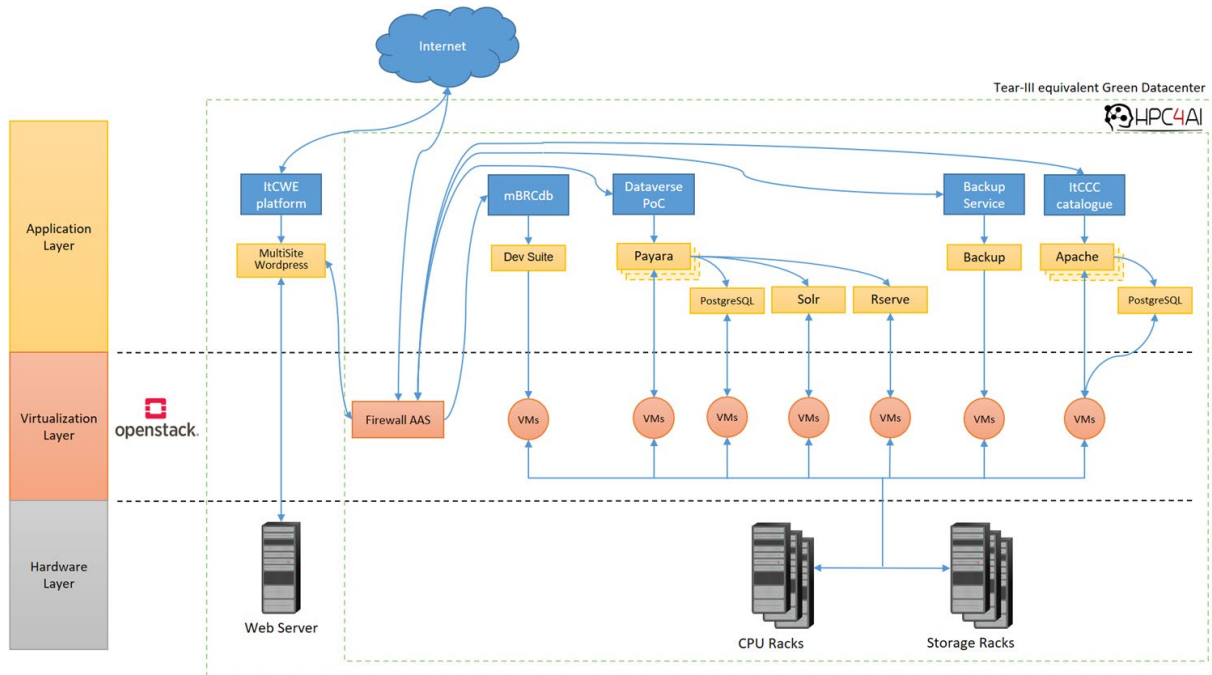 Internet
Tear-III equivalent Green Datacenter
HPC4AI
Application
Layer
ItCWE
platform
mBRCdb
Dataverse
PoC
Backup
Service
ItCCC
catalogue
MultiSite
Wordpress
Dev Suite
Payara
Backup
Apache
PostgreSQL
Solr
Rserve
PostgreSQL
Virtualization
Layer
openstack.
Firewall AAS
VMs
VMs
VMs
VMs
VMs
VMs
VMs
Hardware
Layer
Web Server
CPU Racks
Storage Racks